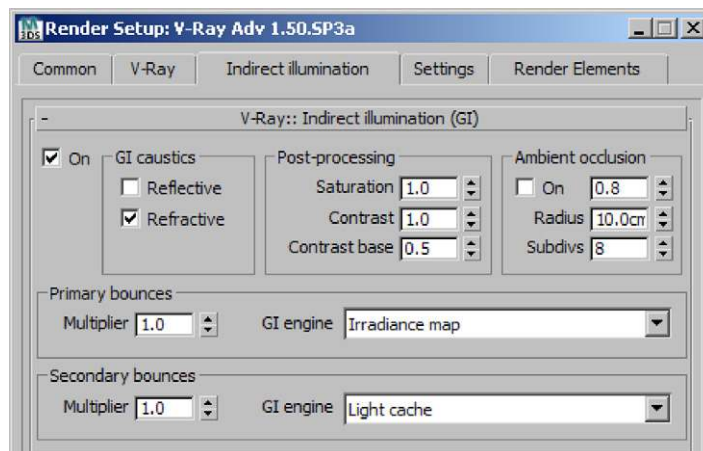 Render Setup: V-Ray Adv 1.50.SP3a
Common V-Ray Indirect illumination Settings Render Elements
- V-Ray:: Indirect illumination (GI)
On
GI caustics
Reflective
Refractive
Post-processing
Saturation 1.0
Contrast 1.0
Contrast base 0.5
Ambient occlusion
On 0.8
Radius 10.0cm
Subdivs 8
Primary bounces
Multiplier 1.0 GI engine Irradiance map
Secondary bounces
Multiplier 1.0 GI engine Light cache